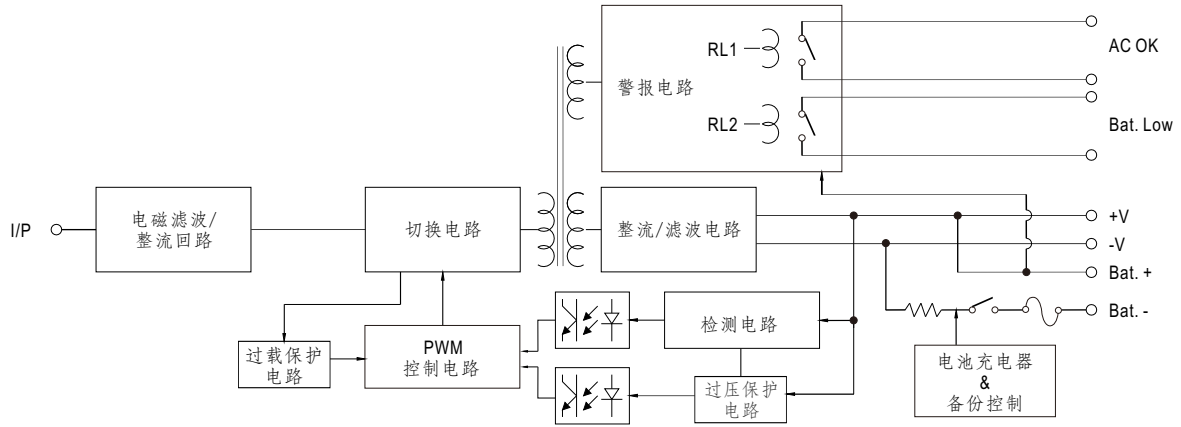 RL1
AC OK
警报电路
RL2
Bat. Low
I/P
电磁滤波/
整流回路
切换电路
整流/滤波电路
+V
-V
Bat. +
Bat. -
检测电路
PWM
控制电路
过载保护
电路
过压保护
电路
电池充电器
&
备份控制